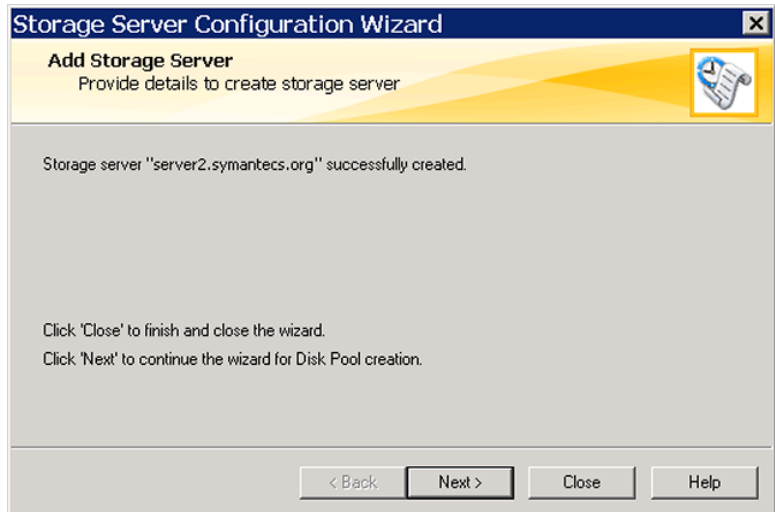 Storage Server Configuration Wizard
Add Storage Server
Provide details to create storage server
Storage server "server2.symantecs.org" successfully created.
Click 'Close' to finish and close the wizard.
Click 'Next' to continue the wizard for Disk Pool creation.
< Back Next > Close Help